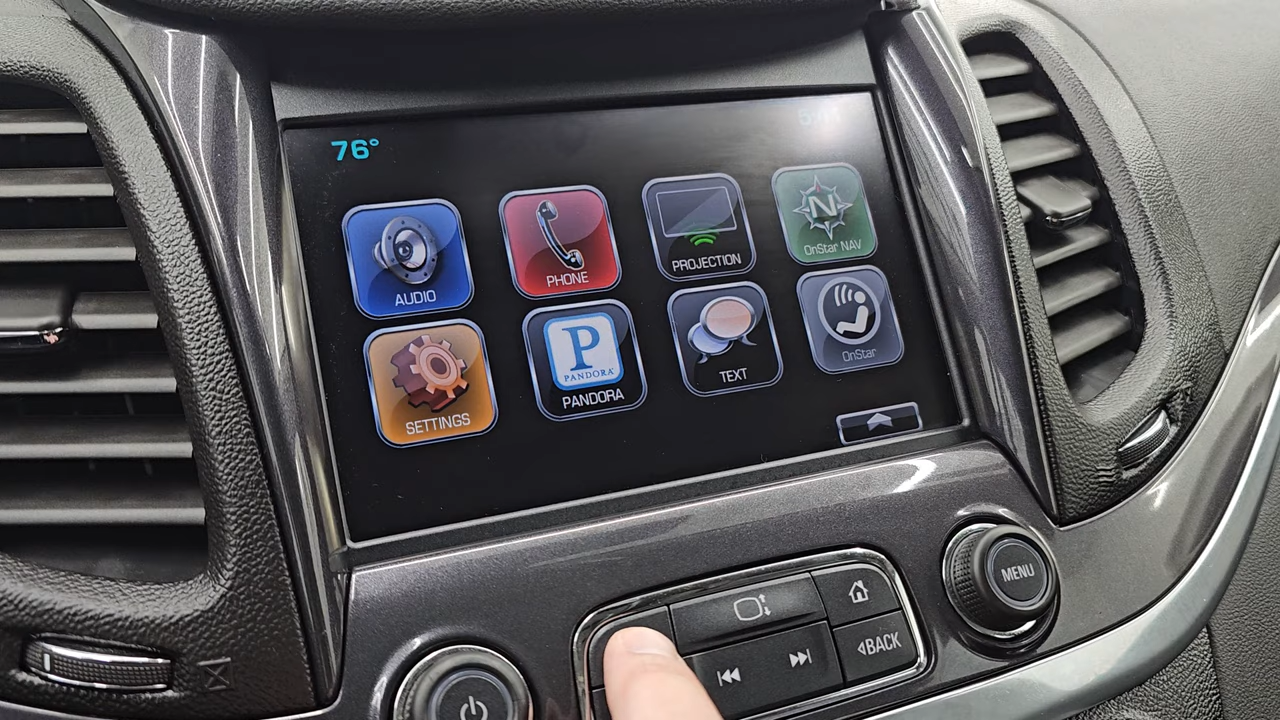 76°
AUDIO
PHONE
PROJECTION
N
OnStar NAV
SETTINGS
P
PANDORA
PANDORA
TEXT
OnStar
MENU
BACK